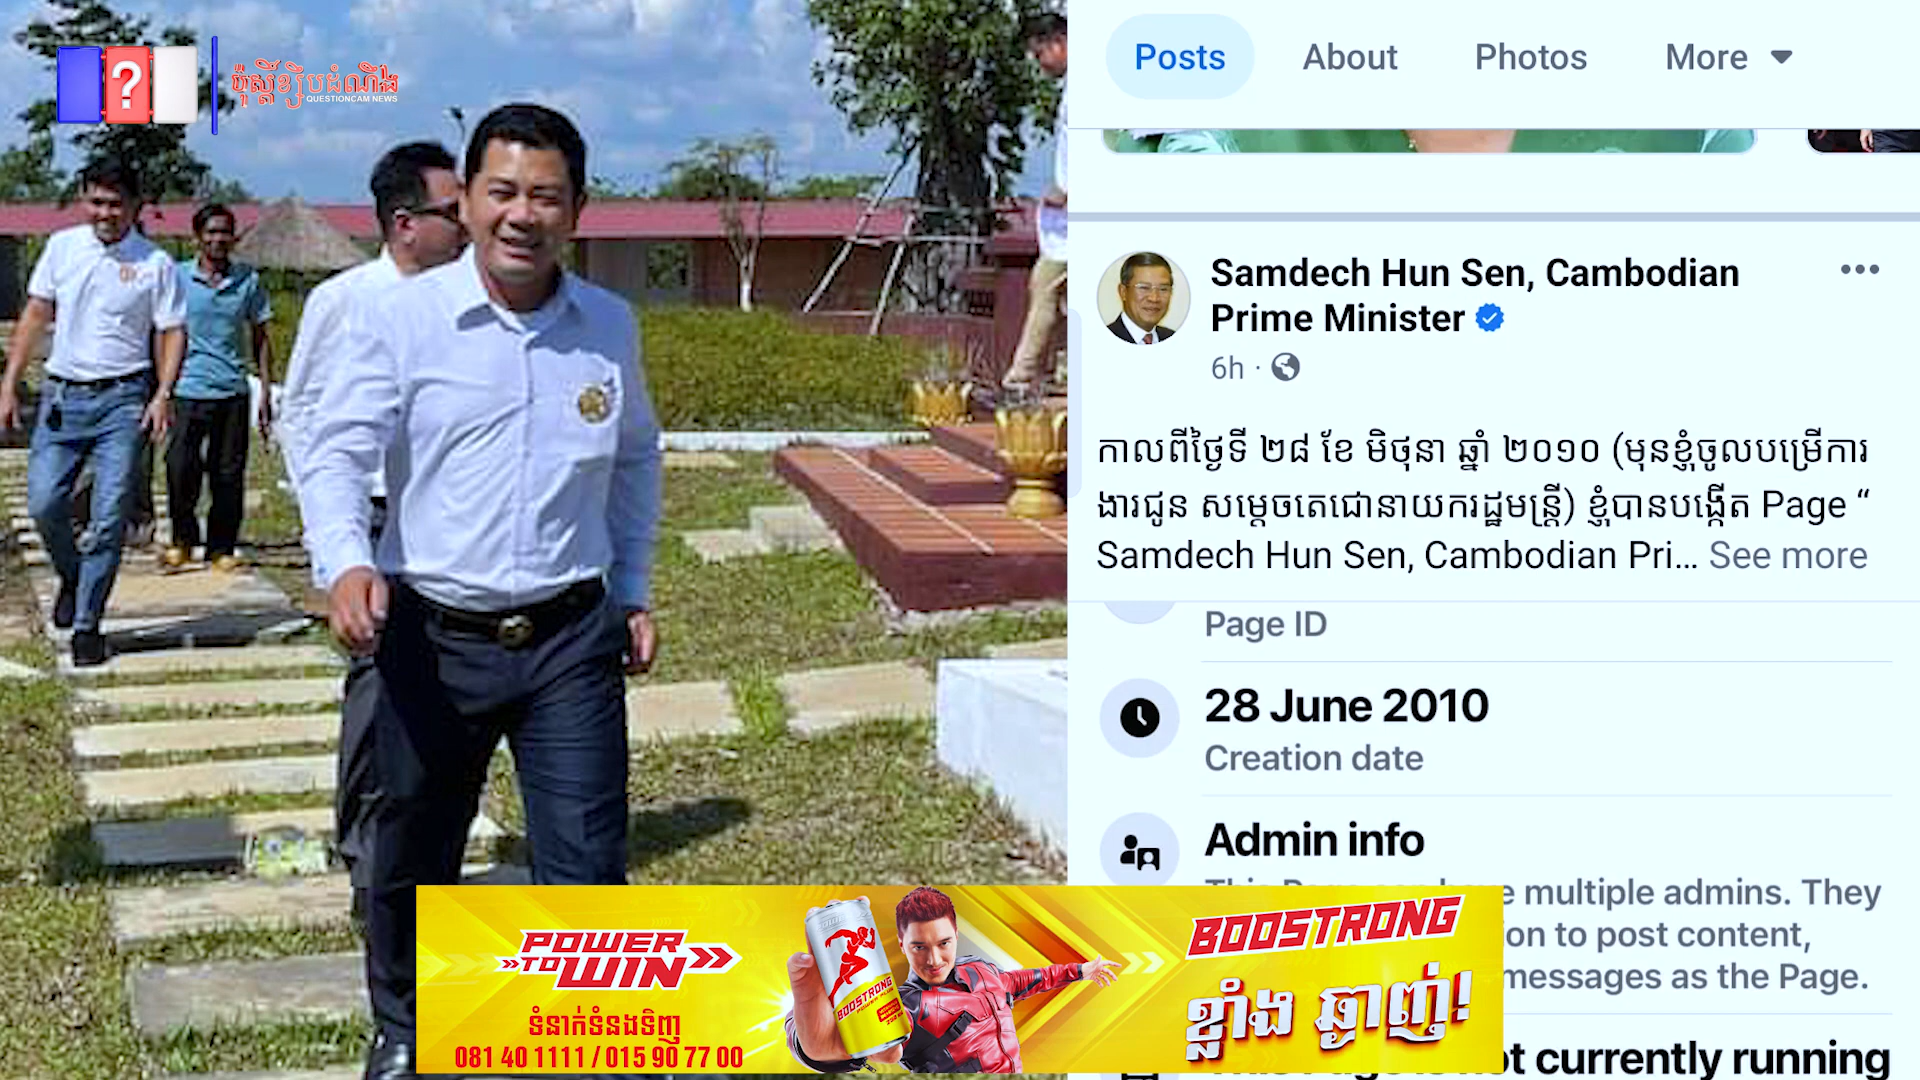 ?
ប៉ុស្តិ៍ខ្សឹបដំណឹង
QUESTIONCAM NEWS
Posts
About
Photos
More
Samdech Hun Sen, Cambodian
Prime Minister
6h ·
កាលពីថ្ងៃទី ២៨ ខែ មិថុនា ឆ្នាំ ២០១០ (មុនខ្ញុំចូលបម្រើការ
ងារជូន សម្តេចតេជោនាយករដ្ឋមន្ត្រី) ខ្ញុំបានបង្កើត Page “
Samdech Hun Sen, Cambodian Pri... See more
Page ID
28 June 2010
Creation date
Admin info
multiple admins. They
ion to post content,
messages as the Page.
currently running
POWER
TO WIN
ទំនាក់ទំនងទិញ
081 40 1111 / 015 90 77 00
BOOSTRONG
BOOSTRONG
ខ្លាំង ឆ្ងាញ់!